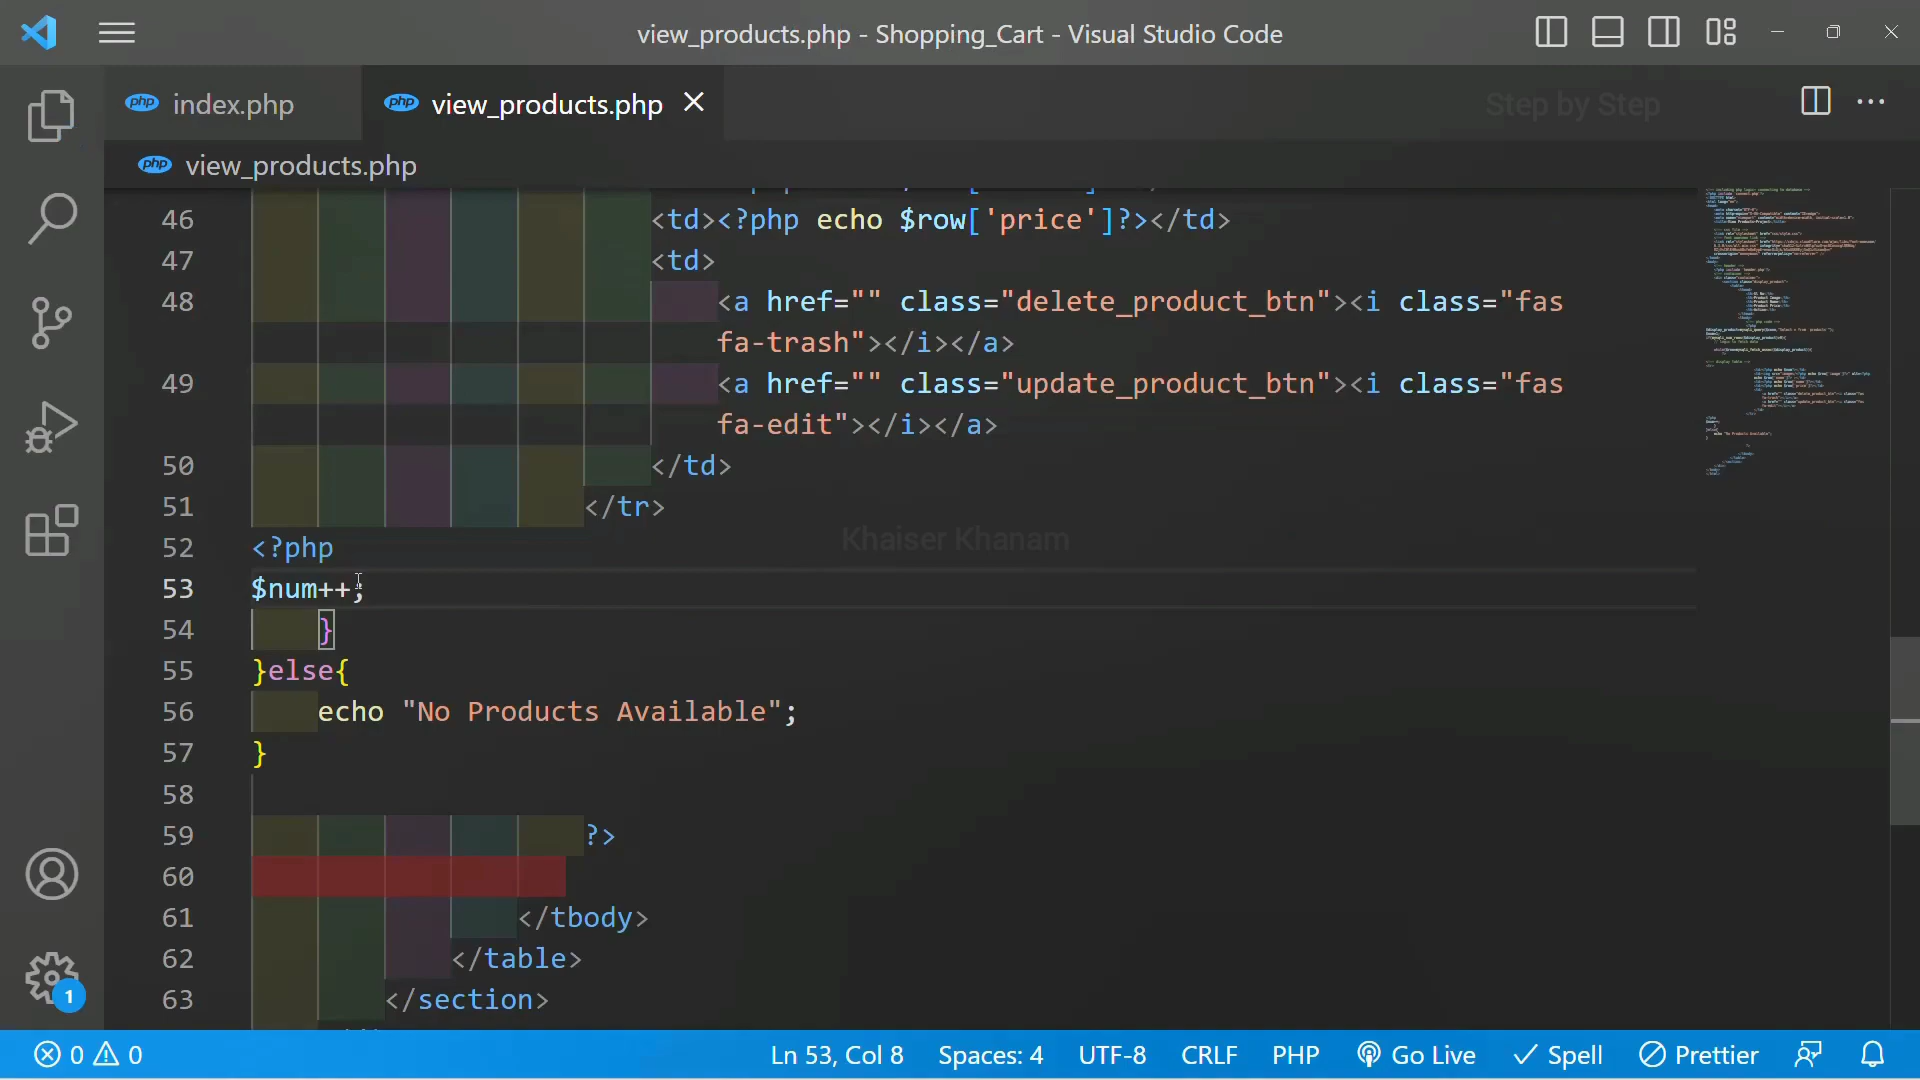 view_products.php - Shopping_Cart - Visual Studio Code
php index.php
php view_products.php
Step by Step
php view_products.php
46 <td><?php echo $row['price']?></td>
47 <td>
48 <a href="" class="delete_product_btn"><i class="fas
fa-trash"></i></a>
49 <a href="" class="update_product_btn"><i class="fas
fa-edit"></i></a>
50 </td>
51 </tr>
52 <?php
Khaiser Khanam
53 $num++;
54 }
55 }else{
56 echo "No Products Available";
57 }
58
59 ?>
60
61 </tbody>
62 </table>
63 </section>
1
0 0 Ln 53, Col 8 Spaces: 4 UTF-8 CRLF PHP Go Live Spell Prettier